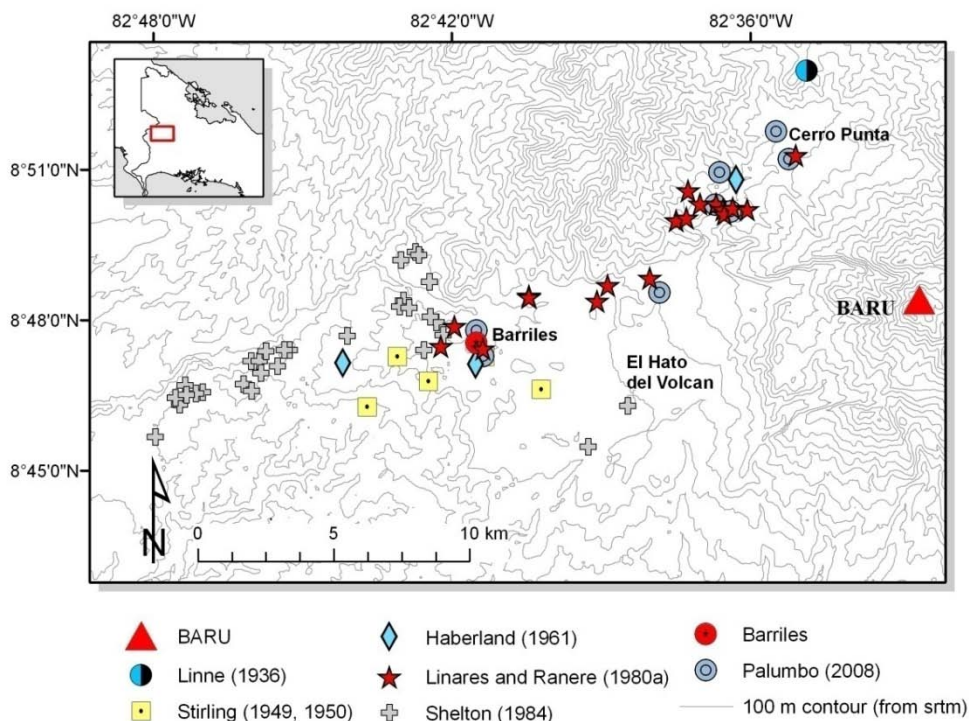 82°48'0"W 82°42'0"W 82°36'0"W
Cerro Punta
8°51'0"N
8°48'0"N
BARU
Barriles
El Hato
del Volcan
8°45'0"N
N
0 5 10 km
BARU Haberland (1961) Barriles
Linne (1936) Linares and Ranere (1980a) Palumbo (2008)
Stirling (1949, 1950) Shelton (1984) 100 m contour (from srtm)